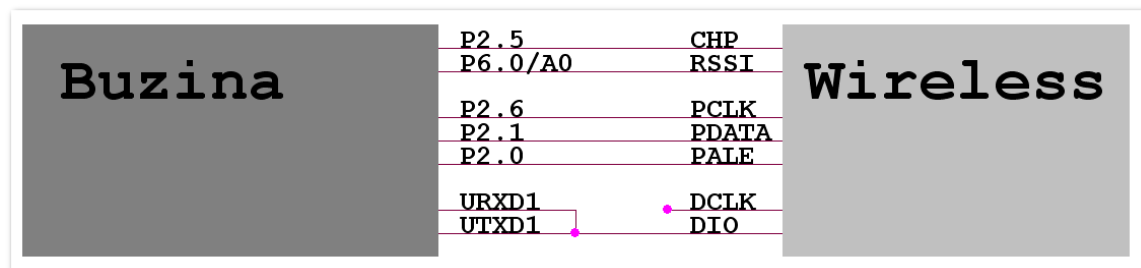 Buzina
Wireless
P2.5 CHP
P6.0/A0 RSSI
P2.6 PCLK
P2.1 PDATA
P2.0 PALE
URXD1 DCLK
UTXD1 DIO